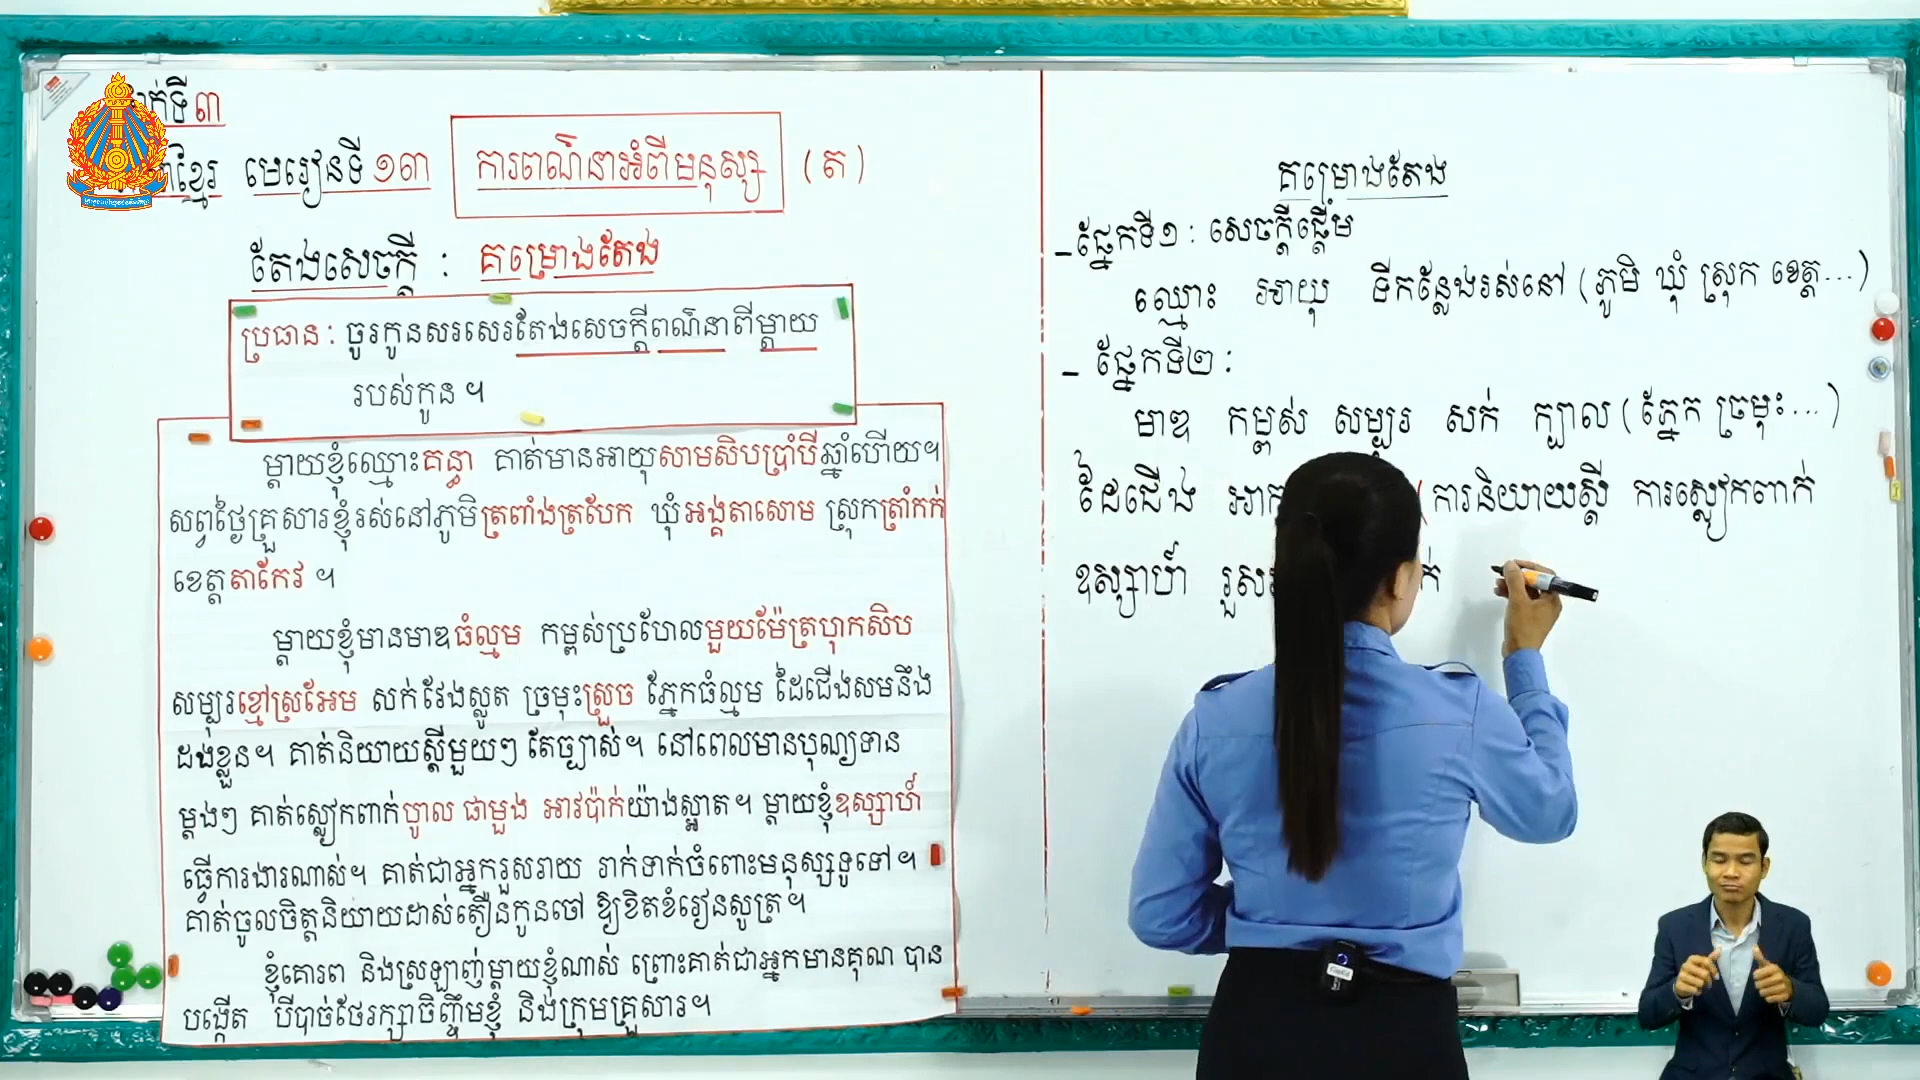 ទី ៣
ខ្មែរ មេរៀនទី ១៣ ការពណ៌នាអំពីមនុស្ស (ត)
តែងសេចក្តី : គម្រោងតែង
ប្រធាន : ចូរកូនសរសេរតែងសេចក្តីពណ៌នាពីម្តាយ
របស់កូន ។
ម្តាយខ្ញុំឈ្មោះគន្ធា គាត់មានអាយុសាមសិបប្រាំបីឆ្នាំហើយ។
សព្វថ្ងៃគ្រួសារខ្ញុំរស់នៅភូមិត្រពាំងត្របែក ឃុំអង្គតាសោម ស្រុកត្រាំកក់
ខេត្តតាកែវ ។
ម្តាយខ្ញុំមានមាឌធំល្មម កម្ពស់ប្រហែលមួយម៉ែត្រហុកសិប
សម្បុរខ្មៅស្រអែម សក់វែងស្លូត ច្រមុះស្រួច ភ្នែកធំល្មម ដៃជើងសមនឹង
ដងខ្លួន។ គាត់និយាយស្តីមួយៗ តែច្បាស់។ នៅពេលមានបុណ្យទាន
ម្តងៗ គាត់ស្លៀកពាក់ហូល ផាមួង អាវប៉ាក់យ៉ាងស្អាត។ ម្តាយខ្ញុំឧស្សាហ៍
ធ្វើការងារណាស់។ គាត់ជាអ្នករួសរាយ រាក់ទាក់ចំពោះមនុស្សទូទៅ។
គាត់ចូលចិត្តនិយាយដាស់តឿនកូនចៅ ឱ្យខិតខំរៀនសូត្រ។
ខ្ញុំគោរព និងស្រឡាញ់ម្តាយខ្ញុំណាស់ ព្រោះគាត់ជាអ្នកមានគុណ បាន
បង្កើត បីបាច់ថែរក្សាចិញ្ចឹមខ្ញុំ និងក្រុមគ្រួសារ។
គម្រោងតែង
- ផ្នែកទី១ : សេចក្តីផ្តើម
ឈ្មោះ អាយុ ទីកន្លែងរស់នៅ (ភូមិ ឃុំ ស្រុក ខេត្ត...)
- ផ្នែកទី២ :
មាឌ កម្ពស់ សម្បុរ សក់ ក្បាល (ភ្នែក ច្រមុះ...)
ដៃជើង (ការនិយាយស្តី ការស្លៀកពាក់
ឧស្សាហ៍